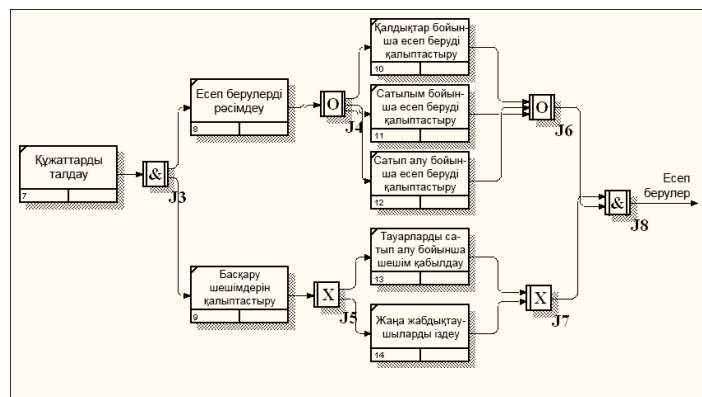 Құжаттарды
талдау
7
&
J3
Есеп берулерді
рәсімдеу
8
Басқару
шешімдерін
қалыптастыру
9
O
J4
X
J5
Қалдықтар бойын-
ша есеп беруді
қалыптастыру
10
Сатылым бойын-
ша есеп беруді
қалыптастыру
11
Сатып алу бойын-
ша есеп беруді
қалыптастыру
12
Тауарларды са-
тып алу бойынша
шешім қабылдау
13
Жаңа жабдықтау-
шыларды іздеу
14
O
J6
X
J7
&
J8
Есеп
берулер